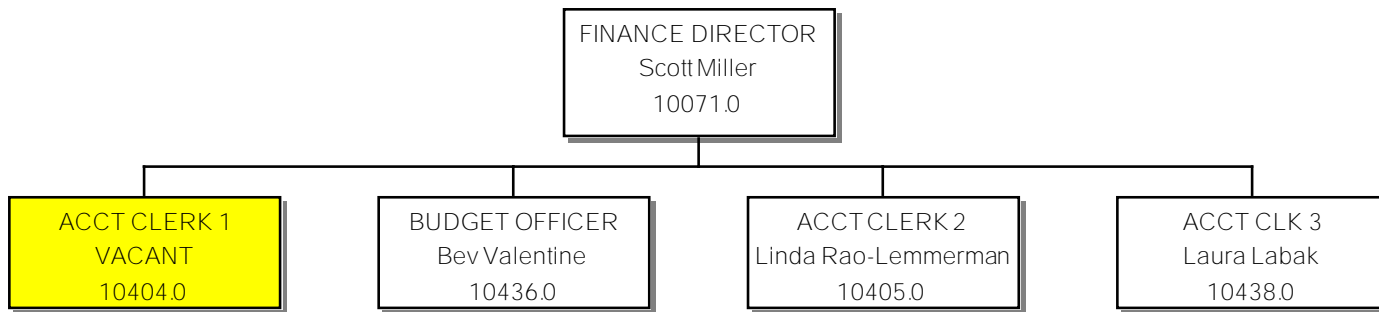 FINANCE DIRECTOR
Scott Miller
10071.0
ACCT CLERK 1
VACANT
10404.0
BUDGET OFFICER
Bev Valentine
10436.0
ACCT CLERK 2
Linda Rao-Lemmerman
10405.0
ACCT CLK 3
Laura Labak
10438.0